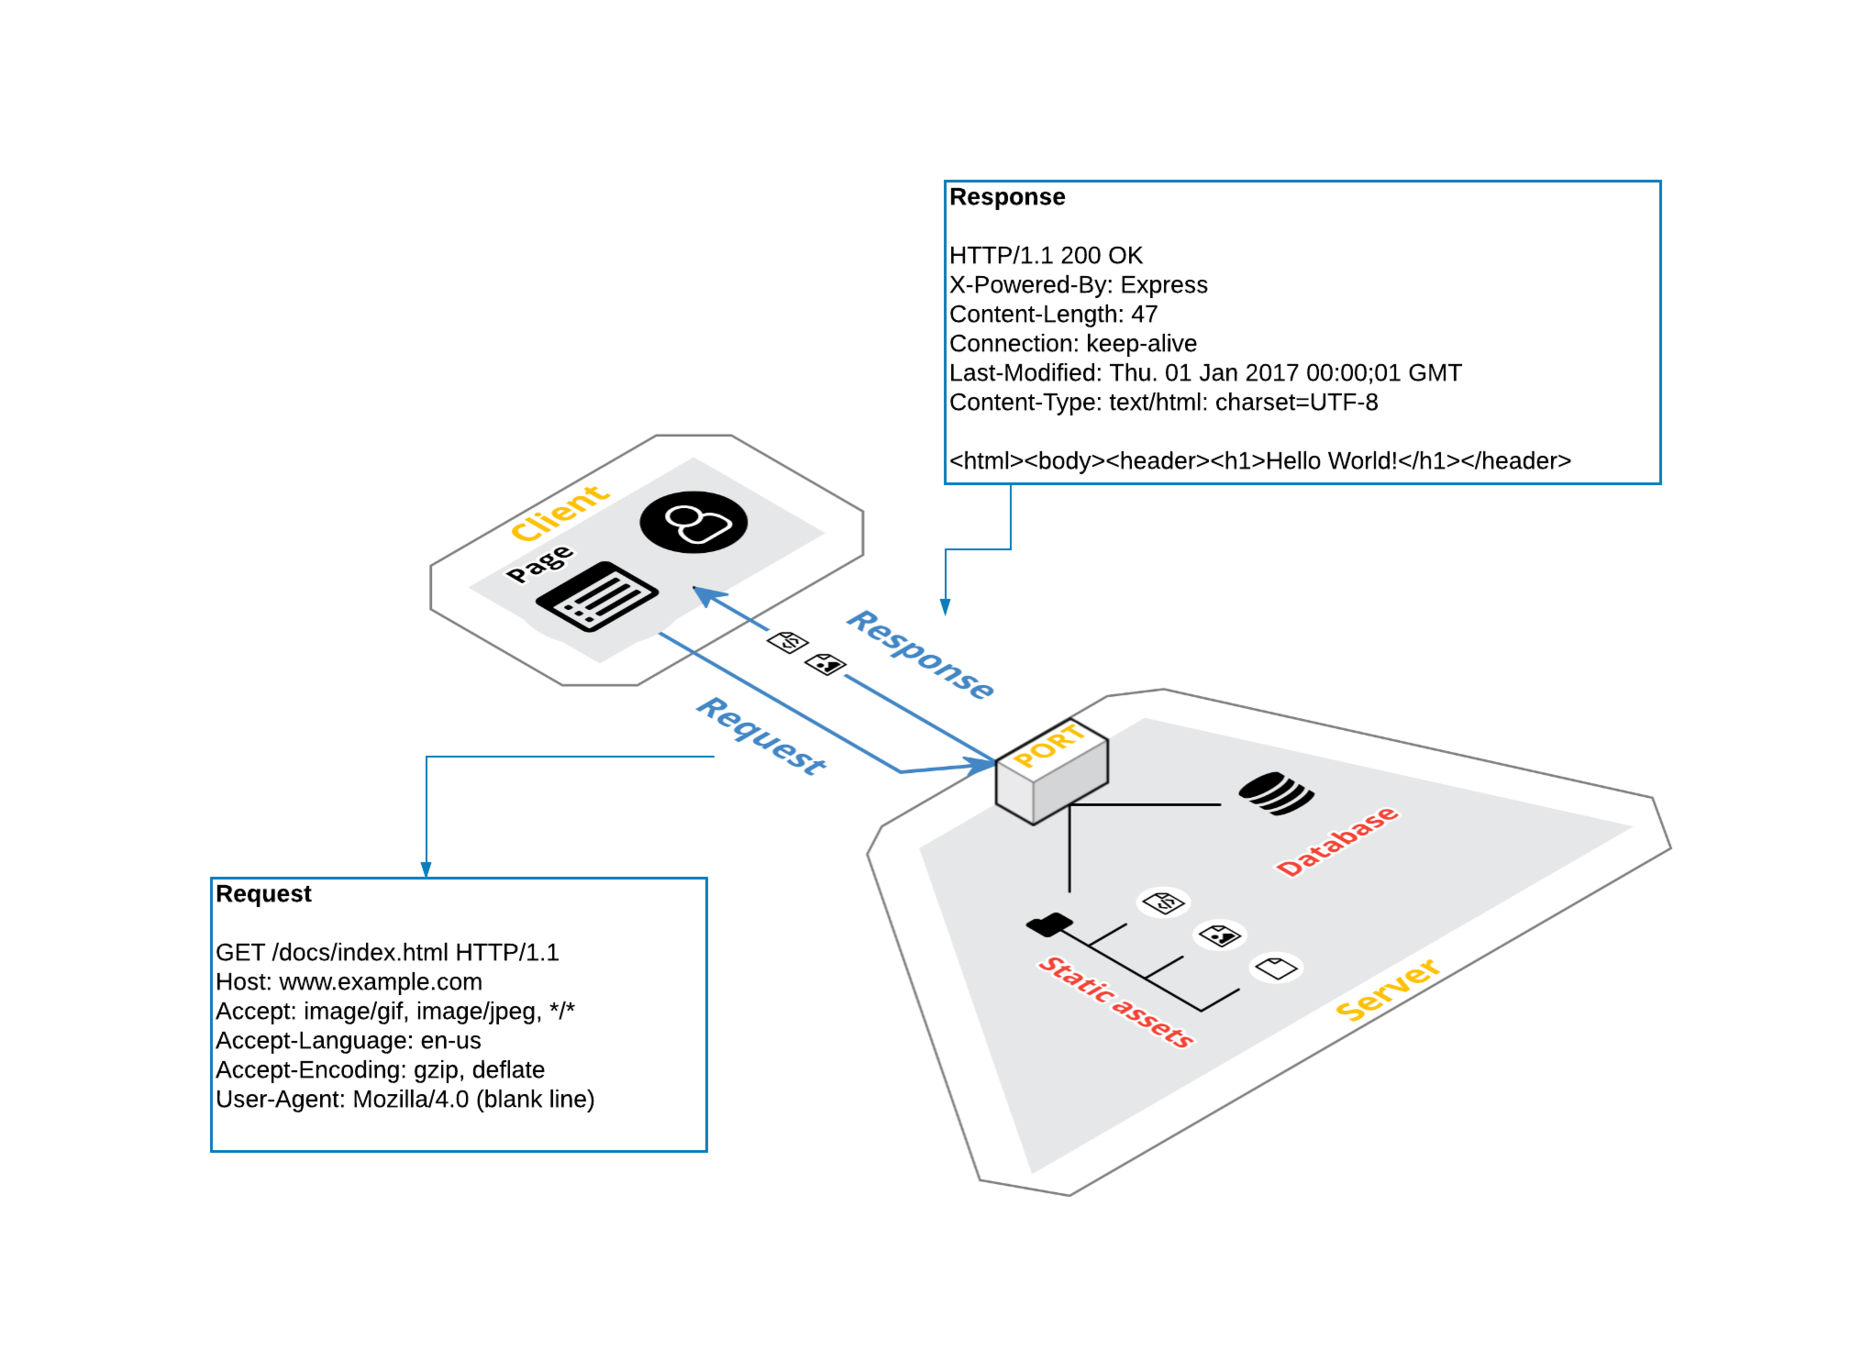 Response
HTTP/1.1 200 OK
X-Powered-By: Express
Content-Length: 47
Connection: keep-alive
Last-Modified: Thu. 01 Jan 2017 00:00;01 GMT
Content-Type: text/html: charset=UTF-8
<html><body><header><h1>Hello World!</h1></header>
Client
Page
Response
Request
PORT
Database
Static assets
Server
Request
GET /docs/index.html HTTP/1.1
Host: www.example.com
Accept: image/gif, image/jpeg, */*
Accept-Language: en-us
Accept-Encoding: gzip, deflate
User-Agent: Mozilla/4.0 (blank line)